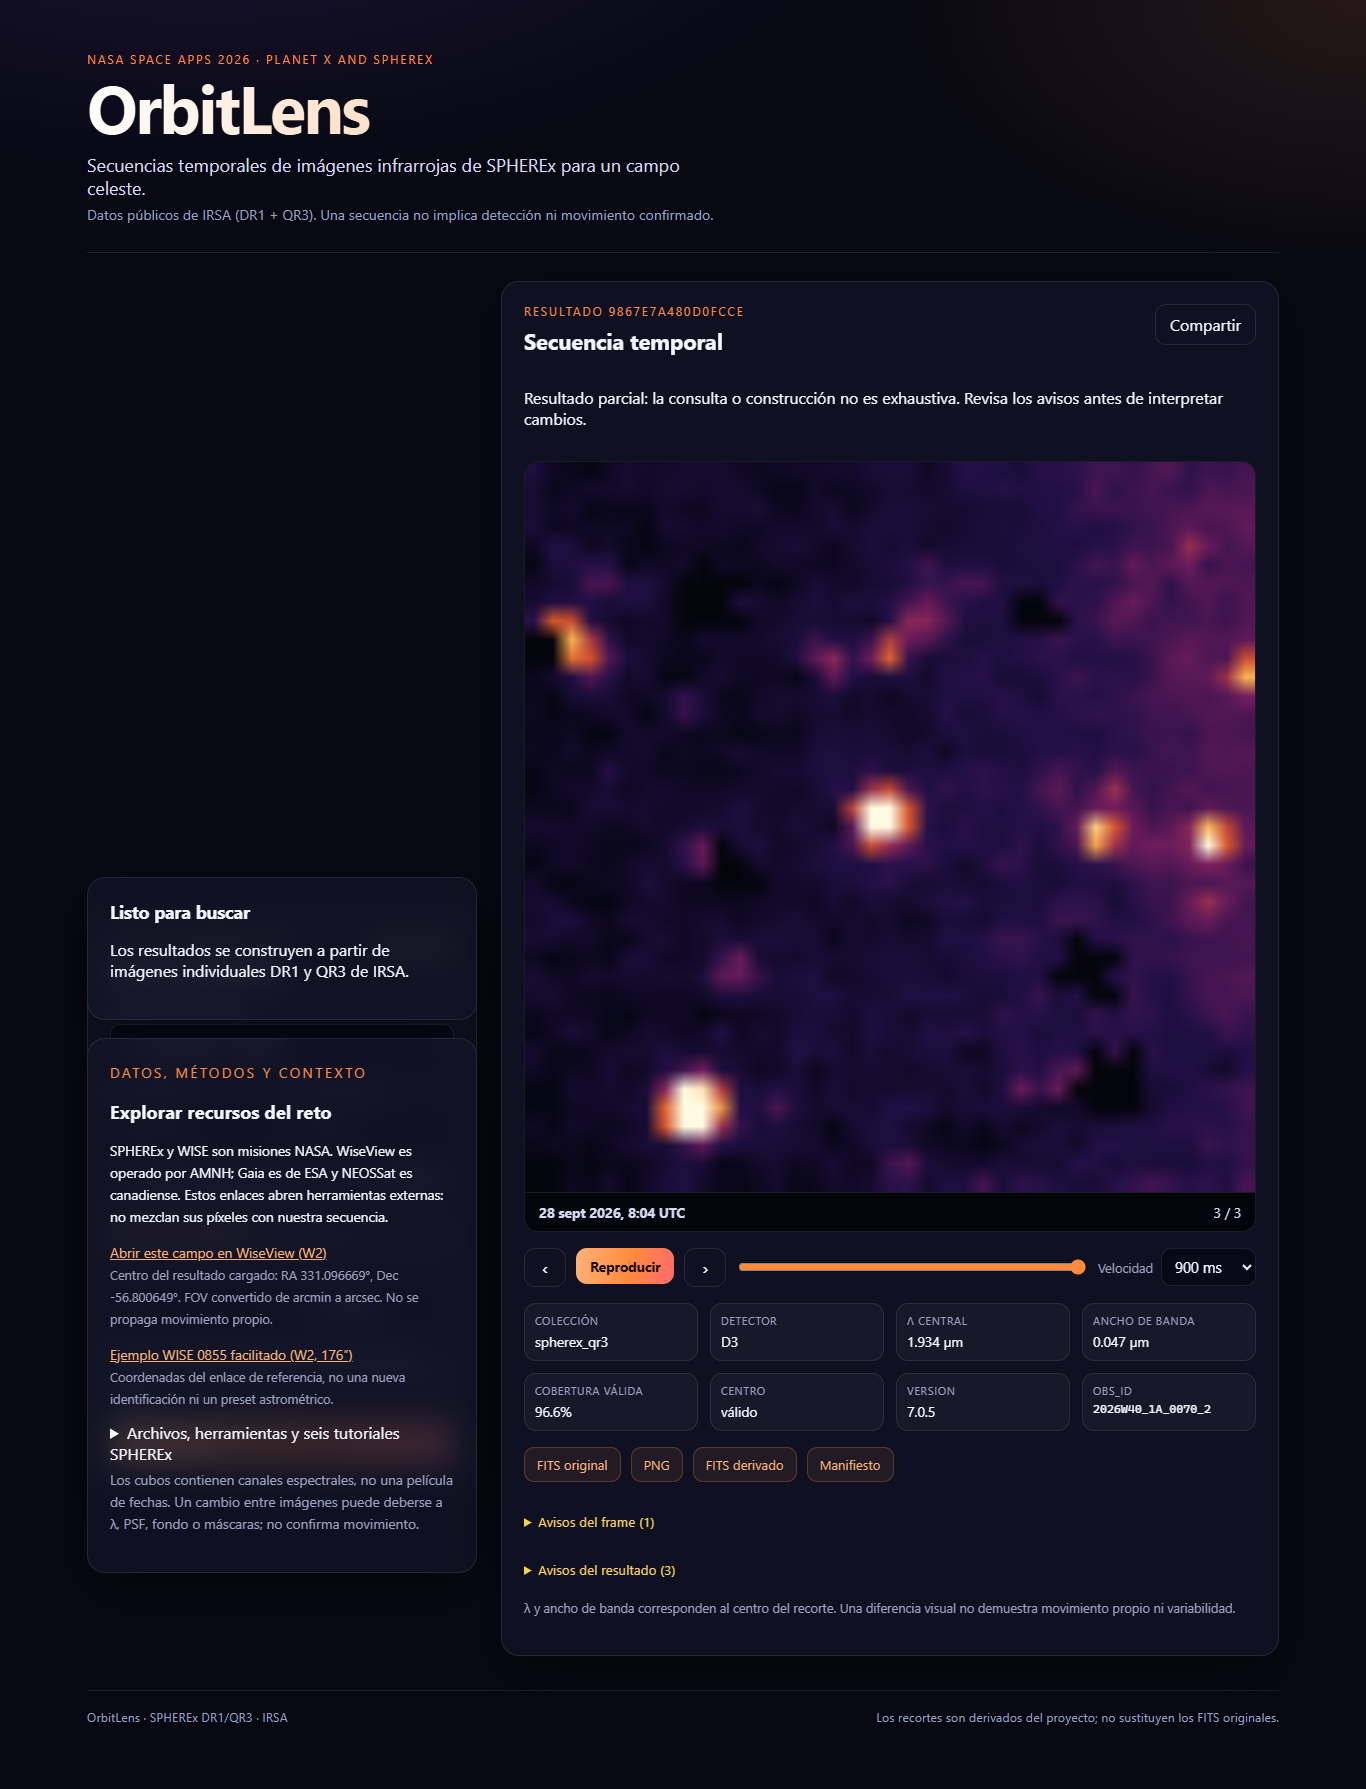 NASA SPACE APPS 2026 · PLANET X AND SPHEREX
OrbitLens
Secuencias temporales de imágenes infrarrojas de SPHEREx para un campo
celeste.
Datos públicos de IRSA (DR1 + QR3). Una secuencia no implica detección ni movimiento confirmado.
Listo para buscar
Los resultados se construyen a partir de
imágenes individuales DR1 y QR3 de IRSA.
DATOS, MÉTODOS Y CONTEXTO
Explorar recursos del reto
SPHEREx y WISE son misiones NASA. WiseView es
operado por AMNH; Gaia es de ESA y NEOSSat es
canadiense. Estos enlaces abren herramientas externas:
no mezclan sus píxeles con nuestra secuencia.
Abrir este campo en WiseView (W2)
Centro del resultado cargado: RA 331.096669°, Dec
-56.800649°. FOV convertido de arcmin a arcsec. No se
propaga movimiento propio.
Ejemplo WISE 0855 facilitado (W2, 176″)
Coordenadas del enlace de referencia, no una nueva
identificación ni un preset astrométrico.
▶ Archivos, herramientas y seis tutoriales
SPHEREx
Los cubos contienen canales espectrales, no una película
de fechas. Un cambio entre imágenes puede deberse a
λ, PSF, fondo o máscaras; no confirma movimiento.
RESULTADO 9867E7A480D0FCCE
Secuencia temporal
Compartir
Resultado parcial: la consulta o construcción no es exhaustiva. Revisa los avisos antes de interpretar
cambios.
28 sept 2026, 8:04 UTC
3 / 3
‹
Reproducir
›
Velocidad
900 ms
COLECCIÓN
spherex_qr3
DETECTOR
D3
Λ CENTRAL
1.934 µm
ANCHO DE BANDA
0.047 µm
COBERTURA VÁLIDA
96.6%
CENTRO
válido
VERSION
7.0.5
OBS_ID
2026W40_1A_0070_2
FITS original
PNG
FITS derivado
Manifiesto
▶ Avisos del frame (1)
▶ Avisos del resultado (3)
λ y ancho de banda corresponden al centro del recorte. Una diferencia visual no demuestra movimiento propio ni variabilidad.
OrbitLens · SPHEREx DR1/QR3 · IRSA
Los recortes son derivados del proyecto; no sustituyen los FITS originales.